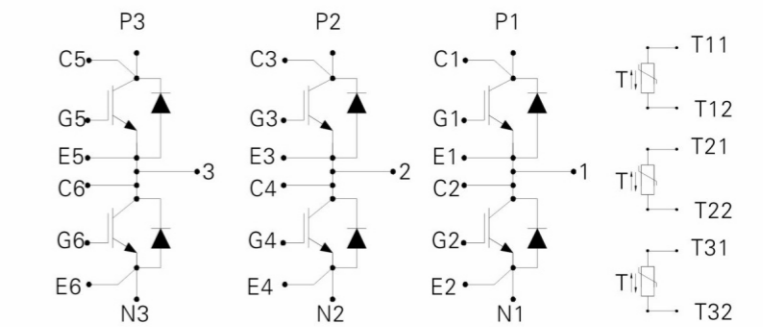 P3 P2 P1
C5 C3 C1 T11
T
G5 G3 G1 T12
E5 E3 E1 T21
3 2 1
C6 C4 C2 T
T22
G6 G4 G2 T31
E6 E4 E2 T
N3 N2 N1 T32